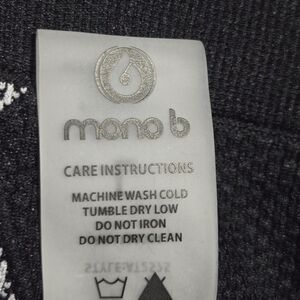 mono b
CARE INSTRUCTIONS
MACHINE WASH COLD
TUMBLE DRY LOW
DO NOT IRON
DO NOT DRY CLEAN